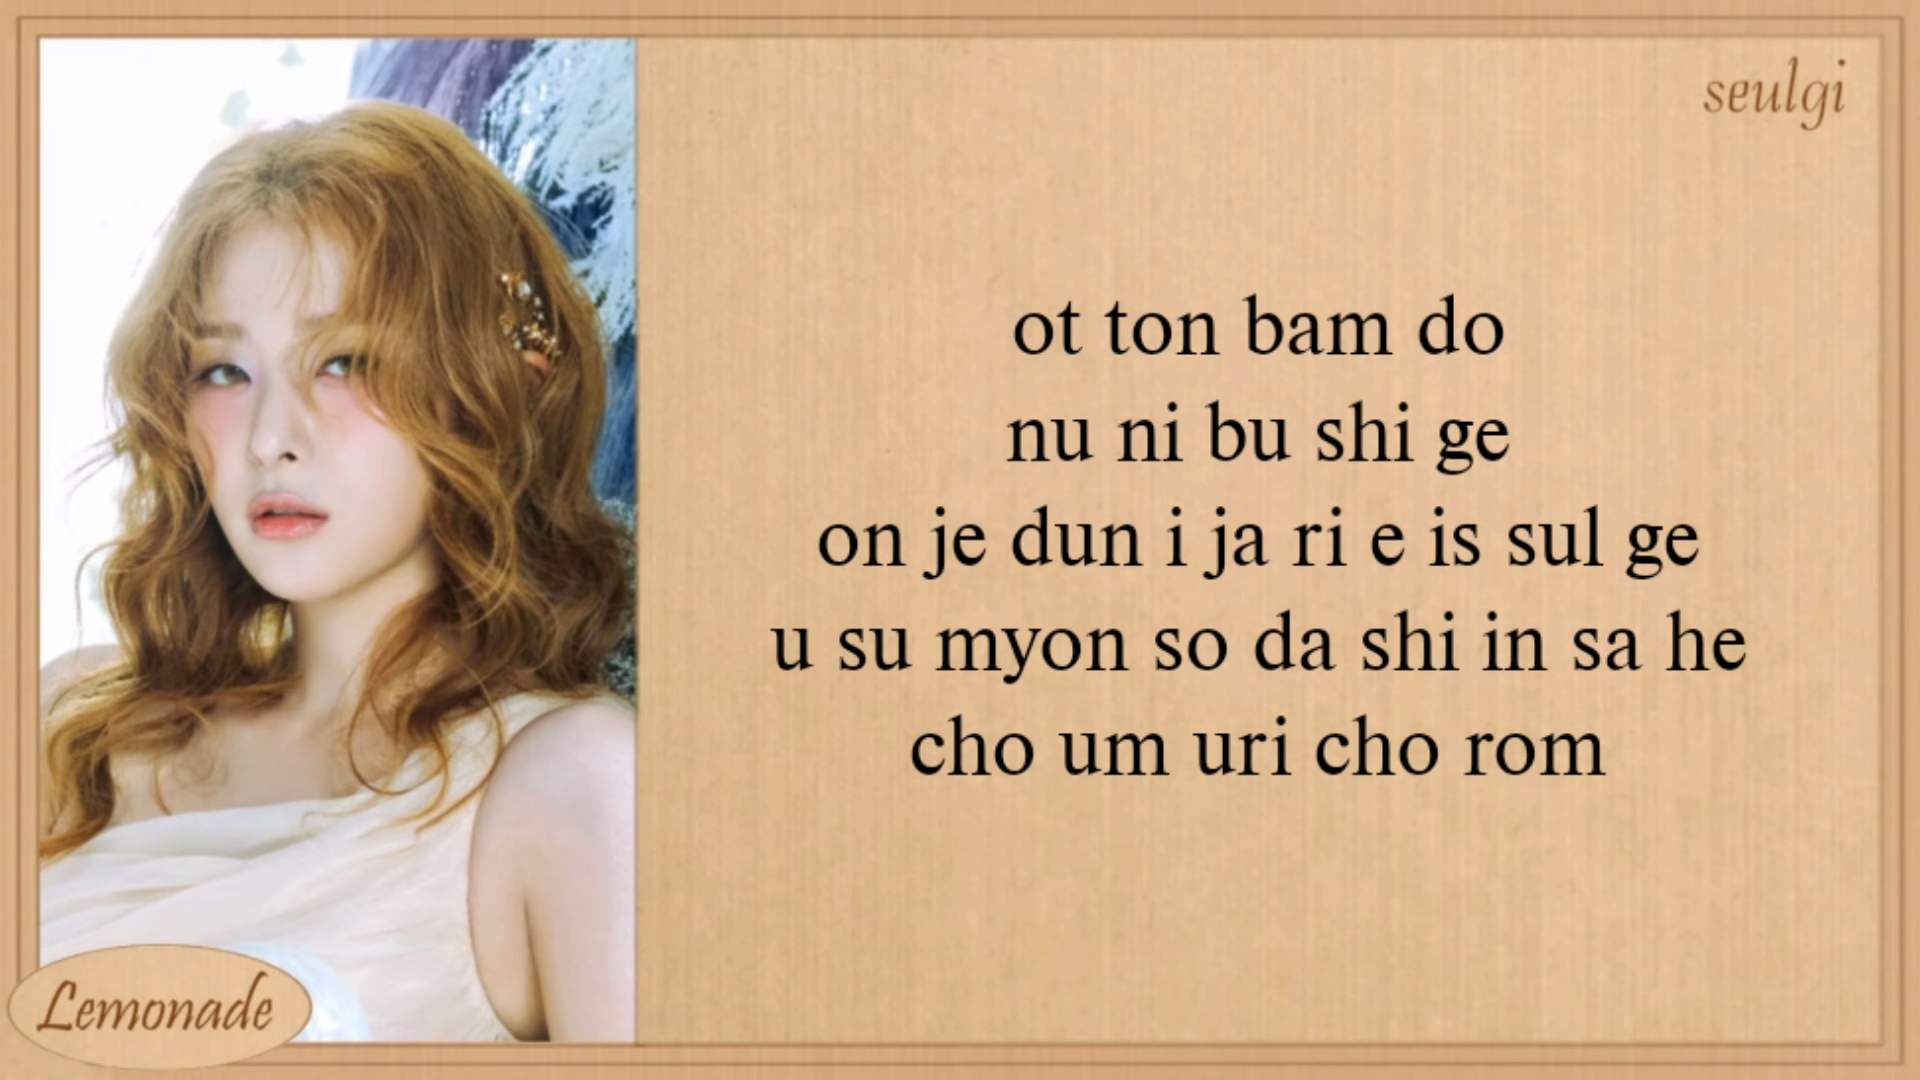 seulgi
ot ton bam do
nu ni bu shi ge
on je dun i ja ri e is sul ge
u su myon so da shi in sa he
cho um uri cho rom
Lemonade